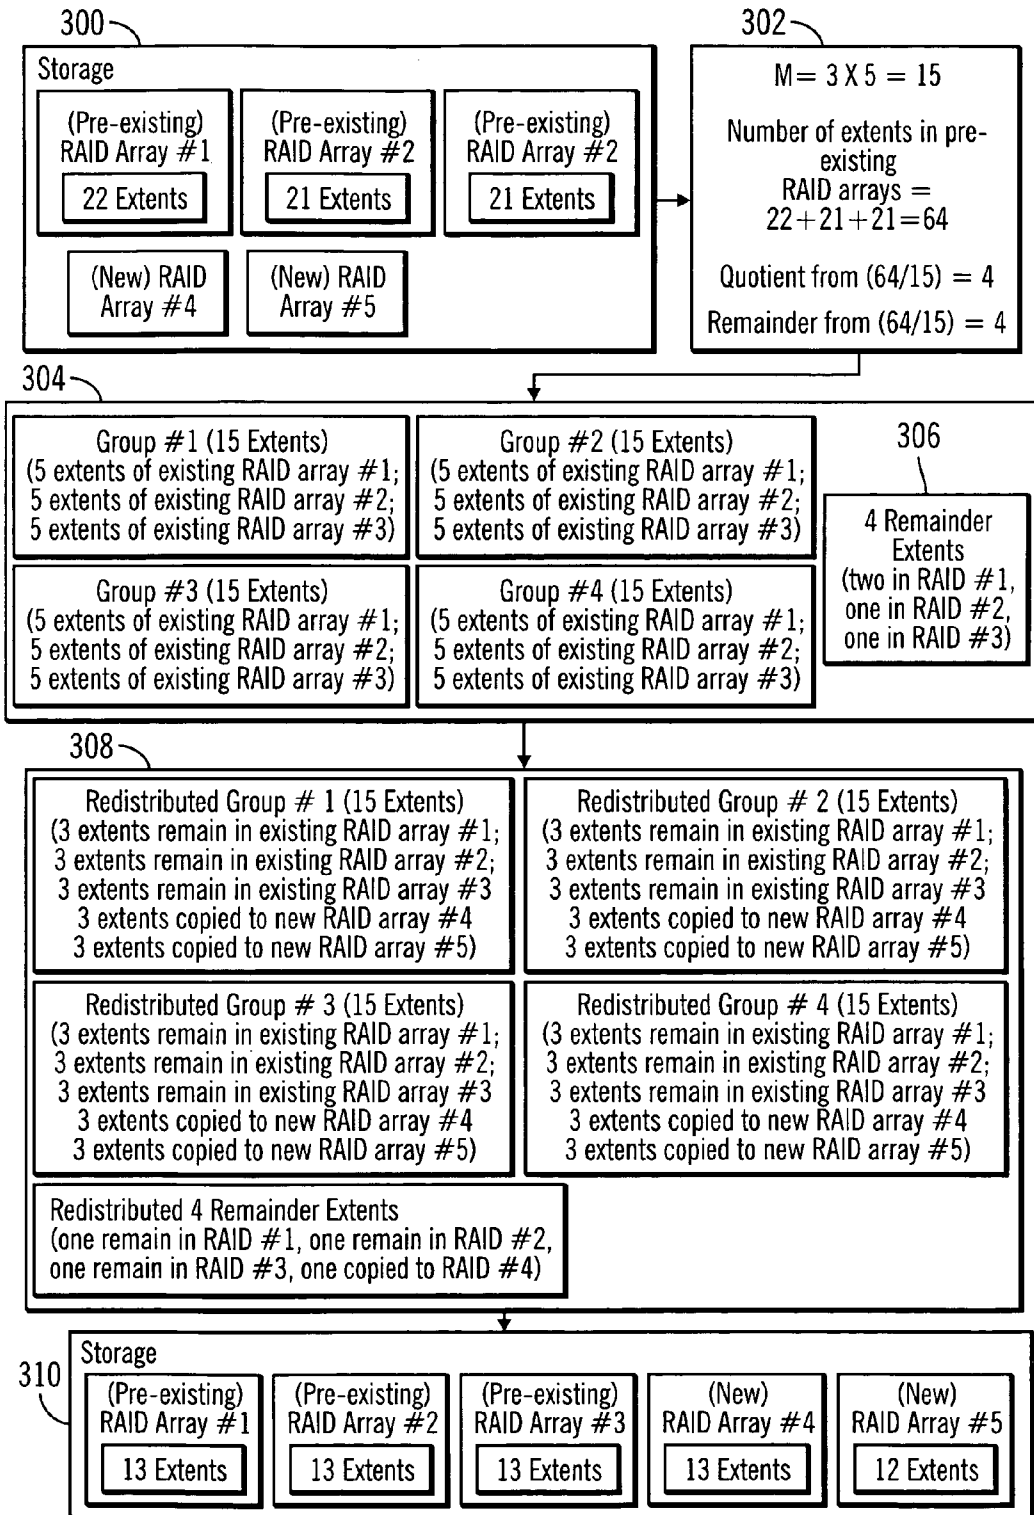 300
302
Storage
(Pre-existing)
RAID Array #1
22 Extents
(Pre-existing)
RAID Array #2
21 Extents
(Pre-existing)
RAID Array #2
21 Extents
(New) RAID
Array #4
(New) RAID
Array #5
M= 3 X 5 = 15
Number of extents in pre-
existing
RAID arrays =
22+21+21=64
Quotient from (64/15) = 4
Remainder from (64/15) = 4
304
Group #1 (15 Extents)
(5 extents of existing RAID array #1;
5 extents of existing RAID array #2;
5 extents of existing RAID array #3)
Group #2 (15 Extents)
(5 extents of existing RAID array #1;
5 extents of existing RAID array #2;
5 extents of existing RAID array #3)
306
4 Remainder
Extents
(two in RAID #1,
one in RAID #2,
one in RAID #3)
Group #3 (15 Extents)
(5 extents of existing RAID array #1;
5 extents of existing RAID array #2;
5 extents of existing RAID array #3)
Group #4 (15 Extents)
(5 extents of existing RAID array #1;
5 extents of existing RAID array #2;
5 extents of existing RAID array #3)
308
Redistributed Group # 1 (15 Extents)
(3 extents remain in existing RAID array #1;
3 extents remain in existing RAID array #2;
3 extents remain in existing RAID array #3
3 extents copied to new RAID array #4
3 extents copied to new RAID array #5)
Redistributed Group # 2 (15 Extents)
(3 extents remain in existing RAID array #1;
3 extents remain in existing RAID array #2;
3 extents remain in existing RAID array #3
3 extents copied to new RAID array #4
3 extents copied to new RAID array #5)
Redistributed Group # 3 (15 Extents)
(3 extents remain in existing RAID array #1;
3 extents remain in existing RAID array #2;
3 extents remain in existing RAID array #3
3 extents copied to new RAID array #4
3 extents copied to new RAID array #5)
Redistributed Group # 4 (15 Extents)
(3 extents remain in existing RAID array #1;
3 extents remain in existing RAID array #2;
3 extents remain in existing RAID array #3
3 extents copied to new RAID array #4
3 extents copied to new RAID array #5)
Redistributed 4 Remainder Extents
(one remain in RAID #1, one remain in RAID #2,
one remain in RAID #3, one copied to RAID #4)
310
Storage
(Pre-existing)
RAID Array #1
13 Extents
(Pre-existing)
RAID Array #2
13 Extents
(Pre-existing)
RAID Array #3
13 Extents
(New)
RAID Array #4
13 Extents
(New)
RAID Array #5
12 Extents